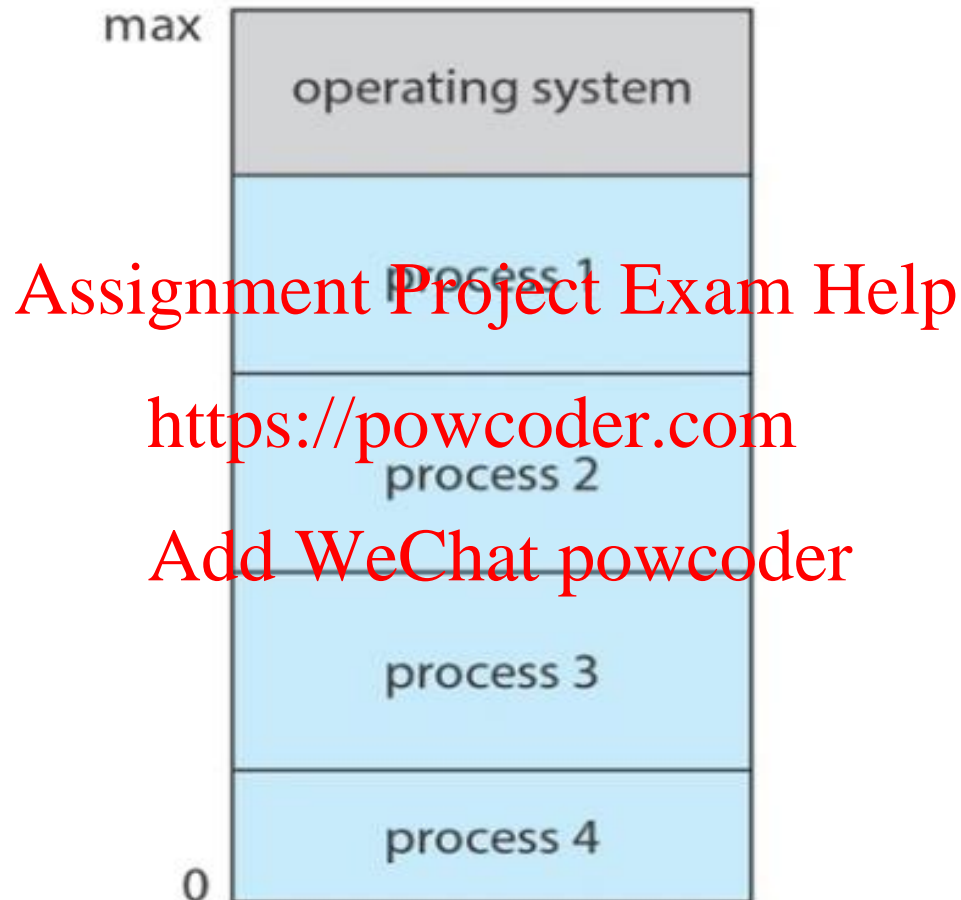 max
operating system
process 1
Assignment Project Exam Help
https://powcoder.com
process 2
Add WeChat powcoder
process 3
process 4
0